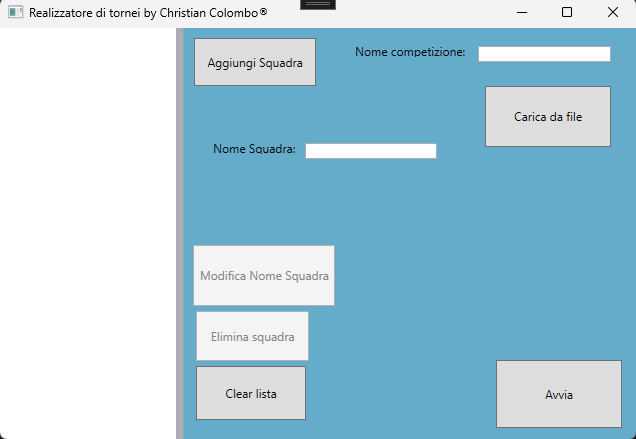 Realizzatore di tornei by Christian Colombo®
Aggiungi Squadra
Nome competizione:
Carica da file
Nome Squadra:
Modifica Nome Squadra
Elimina squadra
Clear lista
Avvia